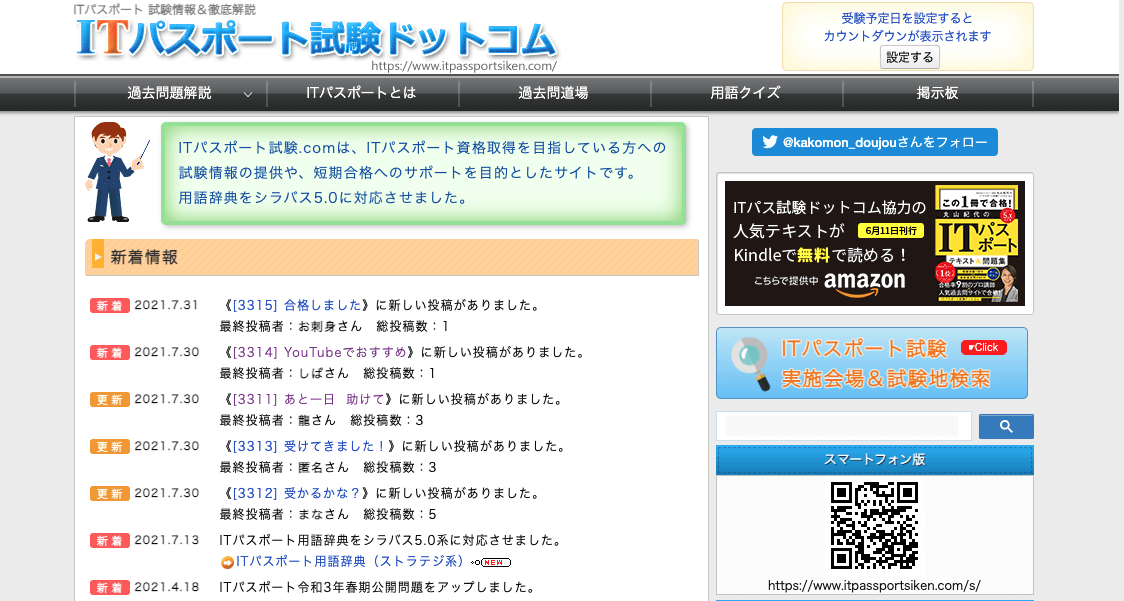 ITパスポート 試験情報&徹底解説
ITパスポート試験ドットコム
https://www.itpassportsiken.com/
受験予定日を設定すると
カウントダウンが表示されます
設定する
過去問題解説
ITパスポートとは
過去問道場
用語クイズ
掲示板
ITパスポート試験.comは、ITパスポート資格取得を目指している方への
試験情報の提供や、短期合格へのサポートを目的としたサイトです。
用語辞典をシラバス5.0に対応させました。
新着情報
新着 2021.7.31 《[3315] 合格しました》に新しい投稿がありました。
最終投稿者:お刺身さん 総投稿数:1
新着 2021.7.30 《[3314] YouTubeでおすすめ》に新しい投稿がありました。
最終投稿者:しばさん 総投稿数:1
更新 2021.7.30 《[3311] あと一日 助けて》に新しい投稿がありました。
最終投稿者:龍さん 総投稿数:3
更新 2021.7.30 《[3313] 受けてきました!》に新しい投稿がありました。
最終投稿者:匿名さん 総投稿数:3
更新 2021.7.30 《[3312] 受かるかな?》に新しい投稿がありました。
最終投稿者:まなさん 総投稿数:5
新着 2021.7.13 ITパスポート用語辞典をシラバス5.0系に対応させました。
ITパスポート用語辞典(ストラテジ系) NEW
新着 2021.4.18 ITパスポート令和3年春期公開問題をアップしました。
@kakomon_doujouさんをフォロー
ITパス試験ドットコム協力の
人気テキストが 6月11日刊行
Kindleで無料で読める!
こちらで提供中 amazon
この1冊で合格!
丸山紀代の
5.x
ITパス
ポート
テキスト&問題集
1位
合格率9割のプロ講師
人気過去問サイトで合格!
ITパスポート試験 Click
実施会場&試験地検索
スマートフォン版
https://www.itpassportsiken.com/s/